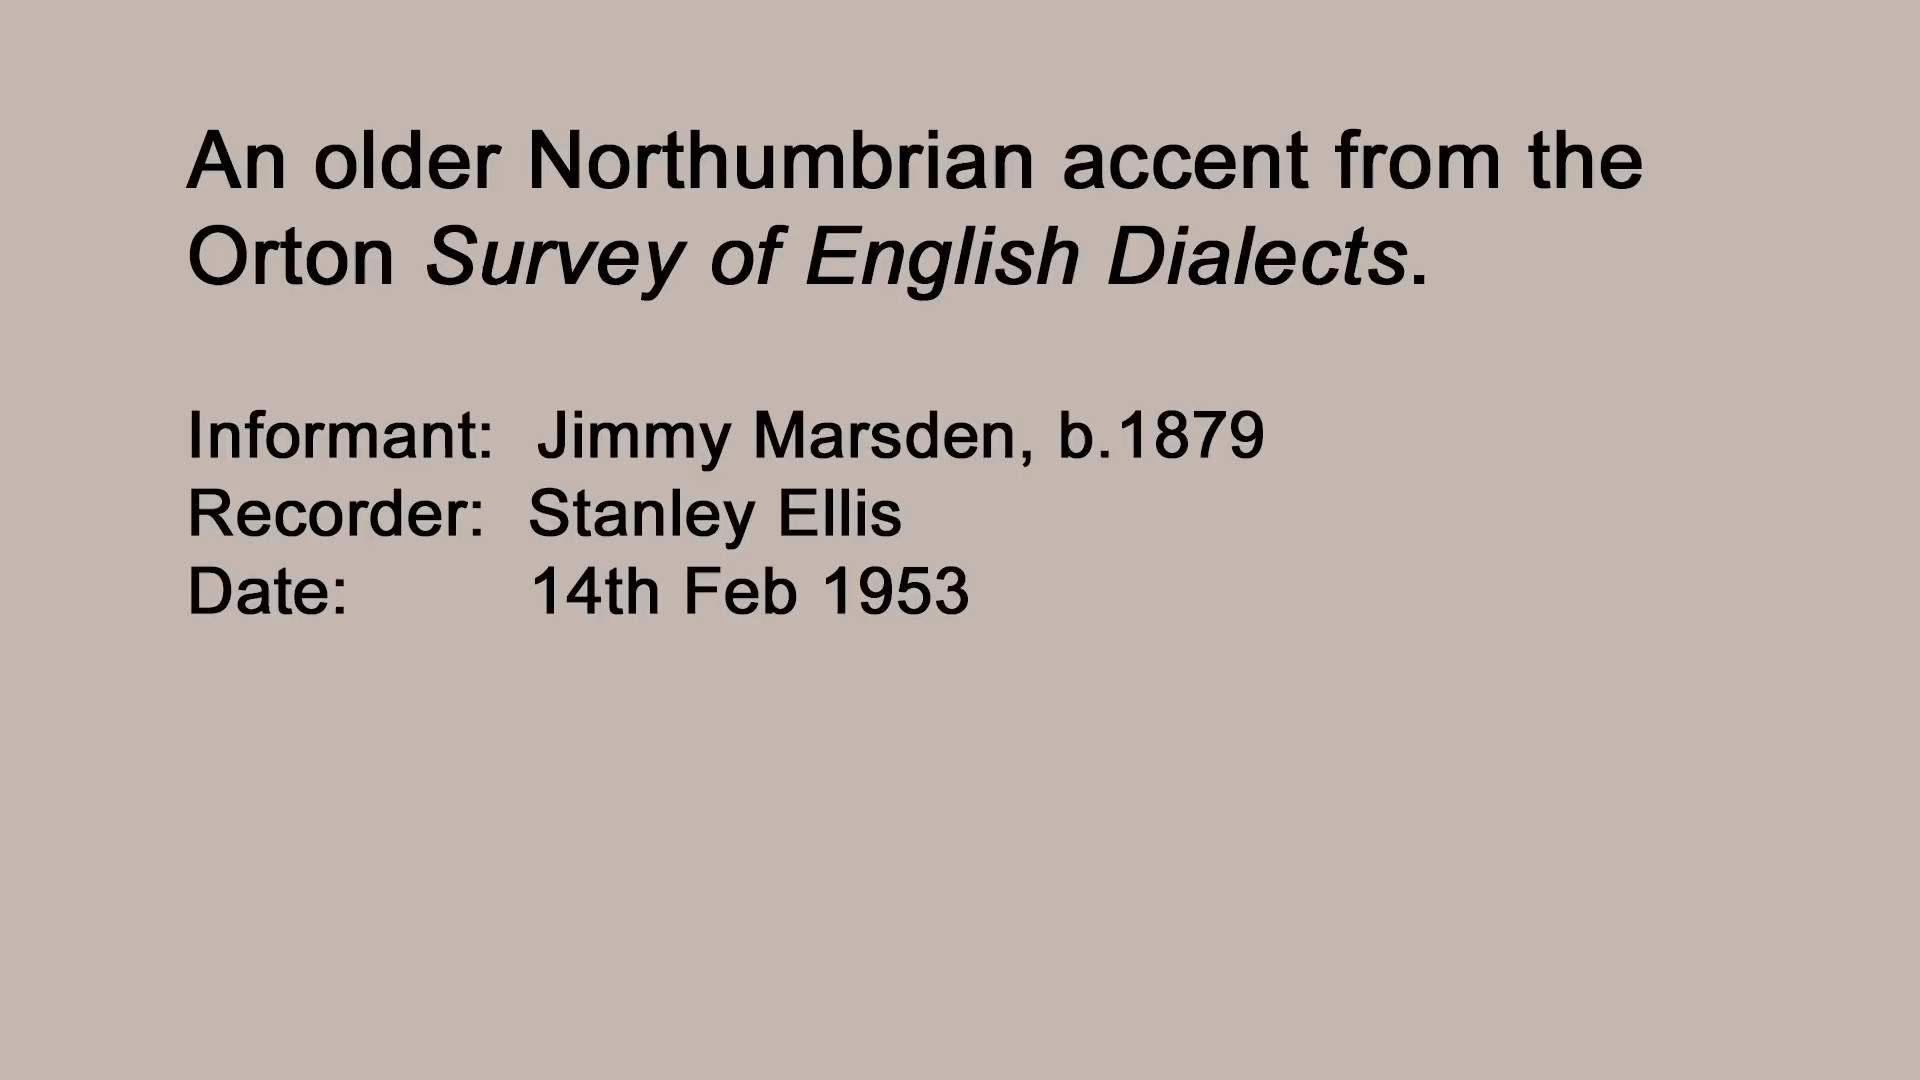 An older Northumbrian accent from the
Orton Survey of English Dialects.
Informant: Jimmy Marsden, b.1879
Recorder: Stanley Ellis
Date: 14th Feb 1953